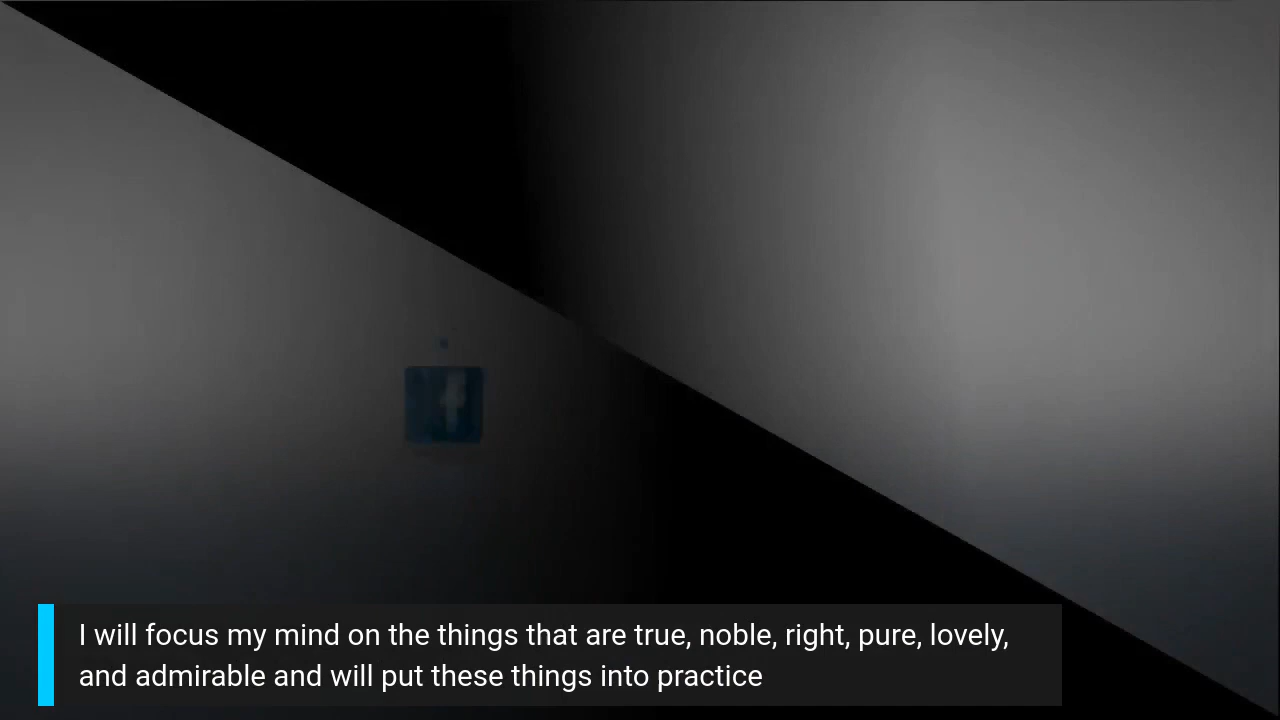 I will focus my mind on the things that are true, noble, right, pure, lovely,
and admirable and will put these things into practice